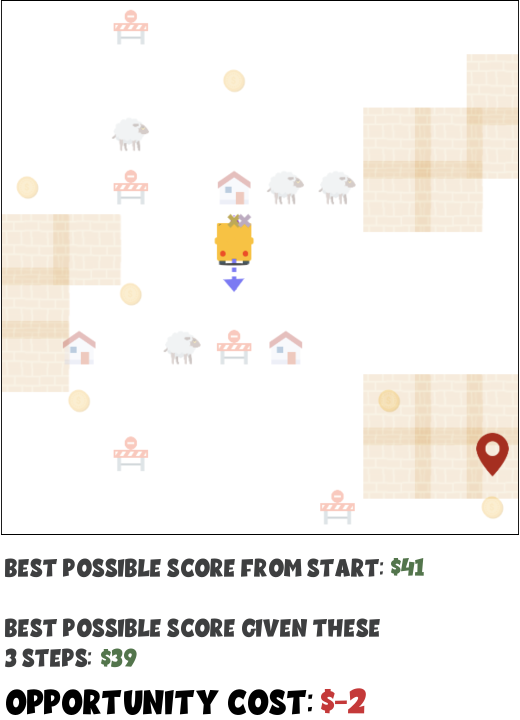 BEST POSSIBLE SCORE FROM START: $41
BEST POSSIBLE SCORE GIVEN THESE
3 STEPS: $39
OPPORTUNITY COST: $-2